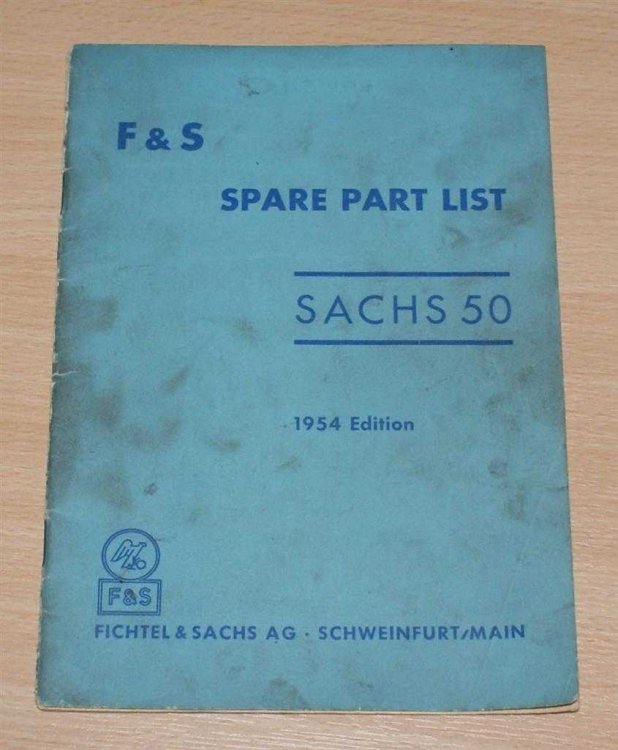 F & S
SPARE PART LIST
SACHS 50
1954 Edition
F&S
FICHTEL & SACHS AG · SCHWEINFURT/MAIN